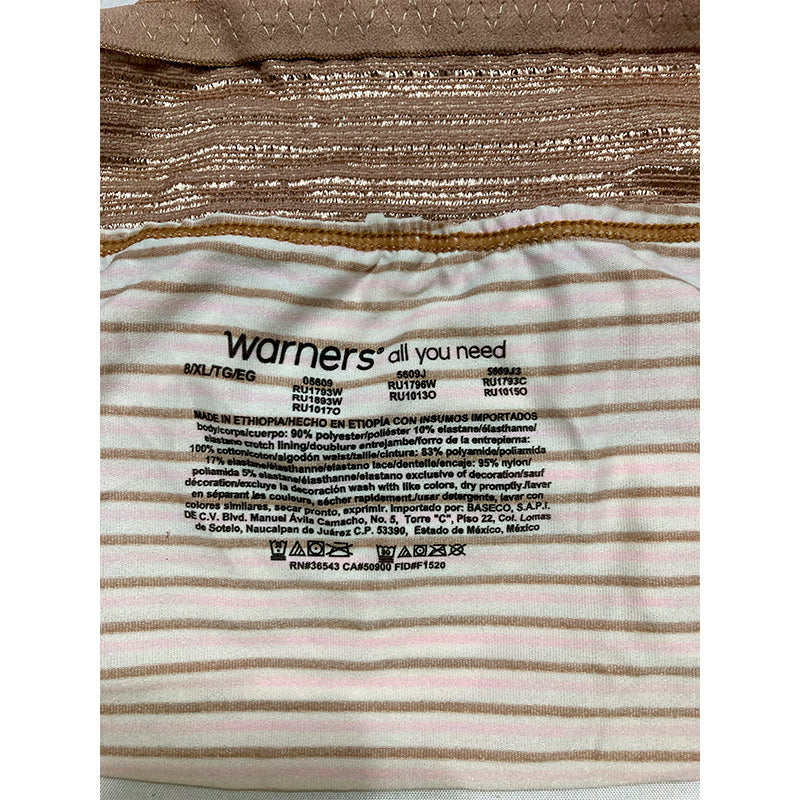 warners® all you need
8/XL/TG/EG
05609 5609J 5609J3
RU1793W RU1796W RU1793C
RU1893W RU1013O RU1015O
RU1017O
MADE IN ETHIOPIA/HECHO EN ETIOPÍA CON INSUMOS IMPORTADOS
body/corps/cuerpo: 90% polyester/poliéster 10% elastane/élasthanne/
elastano crotch lining/doublure entrejambe/forro de la entrepierna:
100% cotton/coton/algodón waist/taille/cintura: 83% polyamide/poliamida
17% elastane/élasthanne/elastano lace/dentelle/encaje: 95% nylon/
poliamida 5% elastane/élasthanne/elastano exclusive of decoration/sauf
décoration/excluye la decoración wash with like colors, dry promptly./laver
en séparant les couleurs, sécher rapidement./usar detergente, lavar con
colores similares, secar pronto, exprimir. Importado por: BASECO, S.A.P.I.
DE C.V. Blvd. Manuel Ávila Camacho, No. 5, Torre "C", Piso 22, Col. Lomas
de Sotelo, Naucalpan de Juárez C.P. 53390, Estado de México, México
RN#36543 CA#50900 FID#F1520